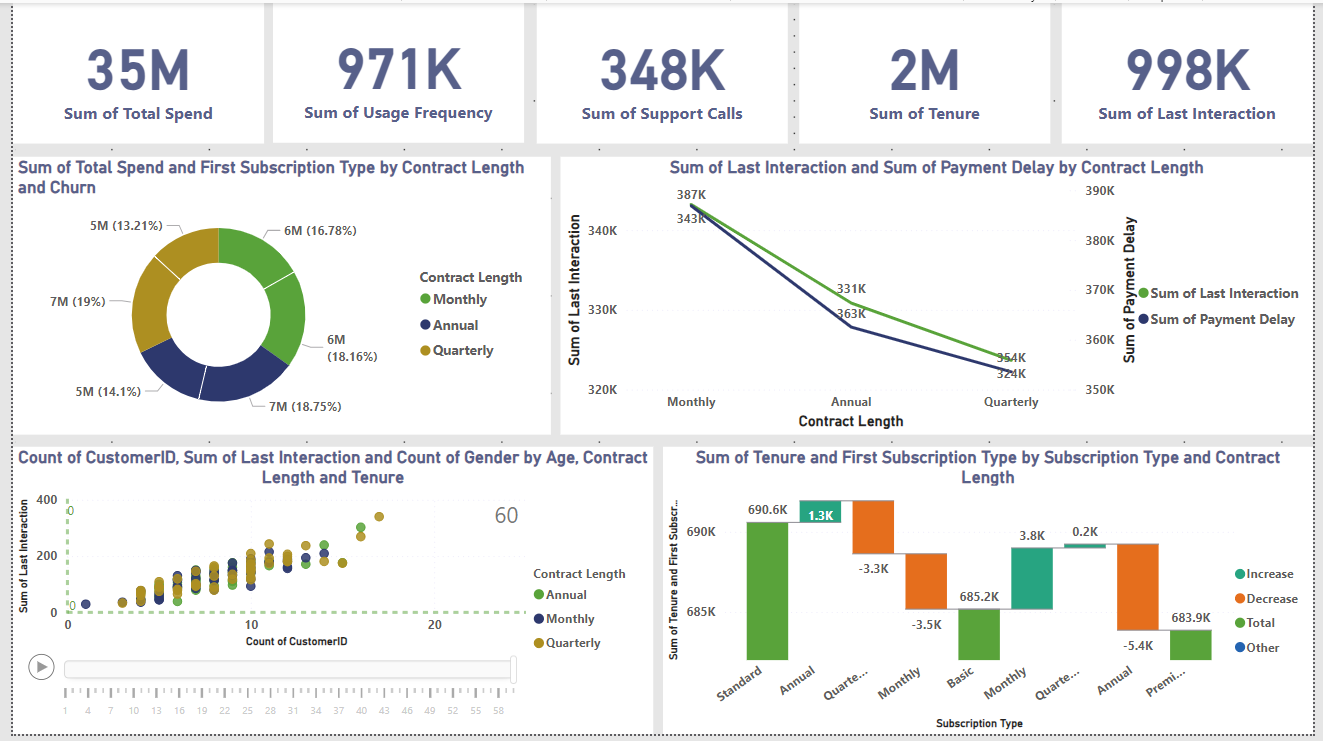 35M
Sum of Total Spend
971K
Sum of Usage Frequency
348K
Sum of Support Calls
2M
Sum of Tenure
998K
Sum of Last Interaction
Sum of Total Spend and First Subscription Type by Contract Length
and Churn
5M (13.21%)
6M (16.78%)
7M (19%)
6M
(18.16%)
5M (14.1%)
7M (18.75%)
Contract Length
Monthly
Annual
Quarterly
Sum of Last Interaction and Sum of Payment Delay by Contract Length
Sum of Last Interaction
340K
330K
320K
387K
343K
331K
363K
354K
324K
Monthly
Annual
Quarterly
Contract Length
390K
380K
370K
360K
350K
Sum of Payment Delay
Sum of Last Interaction
Sum of Payment Delay
Count of CustomerID, Sum of Last Interaction and Count of Gender by Age, Contract
Length and Tenure
Sum of Last Interaction
400
200
0
0
0
60
0
10
20
Count of CustomerID
Contract Length
Annual
Monthly
Quarterly
1 4 7 10 13 16 19 22 25 28 31 34 37 40 43 46 49 52 55 58
Sum of Tenure and First Subscription Type by Subscription Type and Contract
Length
Sum of Tenure and First Subscr...
690K
685K
690.6K
1.3K
-3.3K
-3.5K
685.2K
3.8K
0.2K
-5.4K
683.9K
Standard
Annual
Quarte...
Monthly
Basic
Monthly
Quarte...
Annual
Premi...
Subscription Type
Increase
Decrease
Total
Other